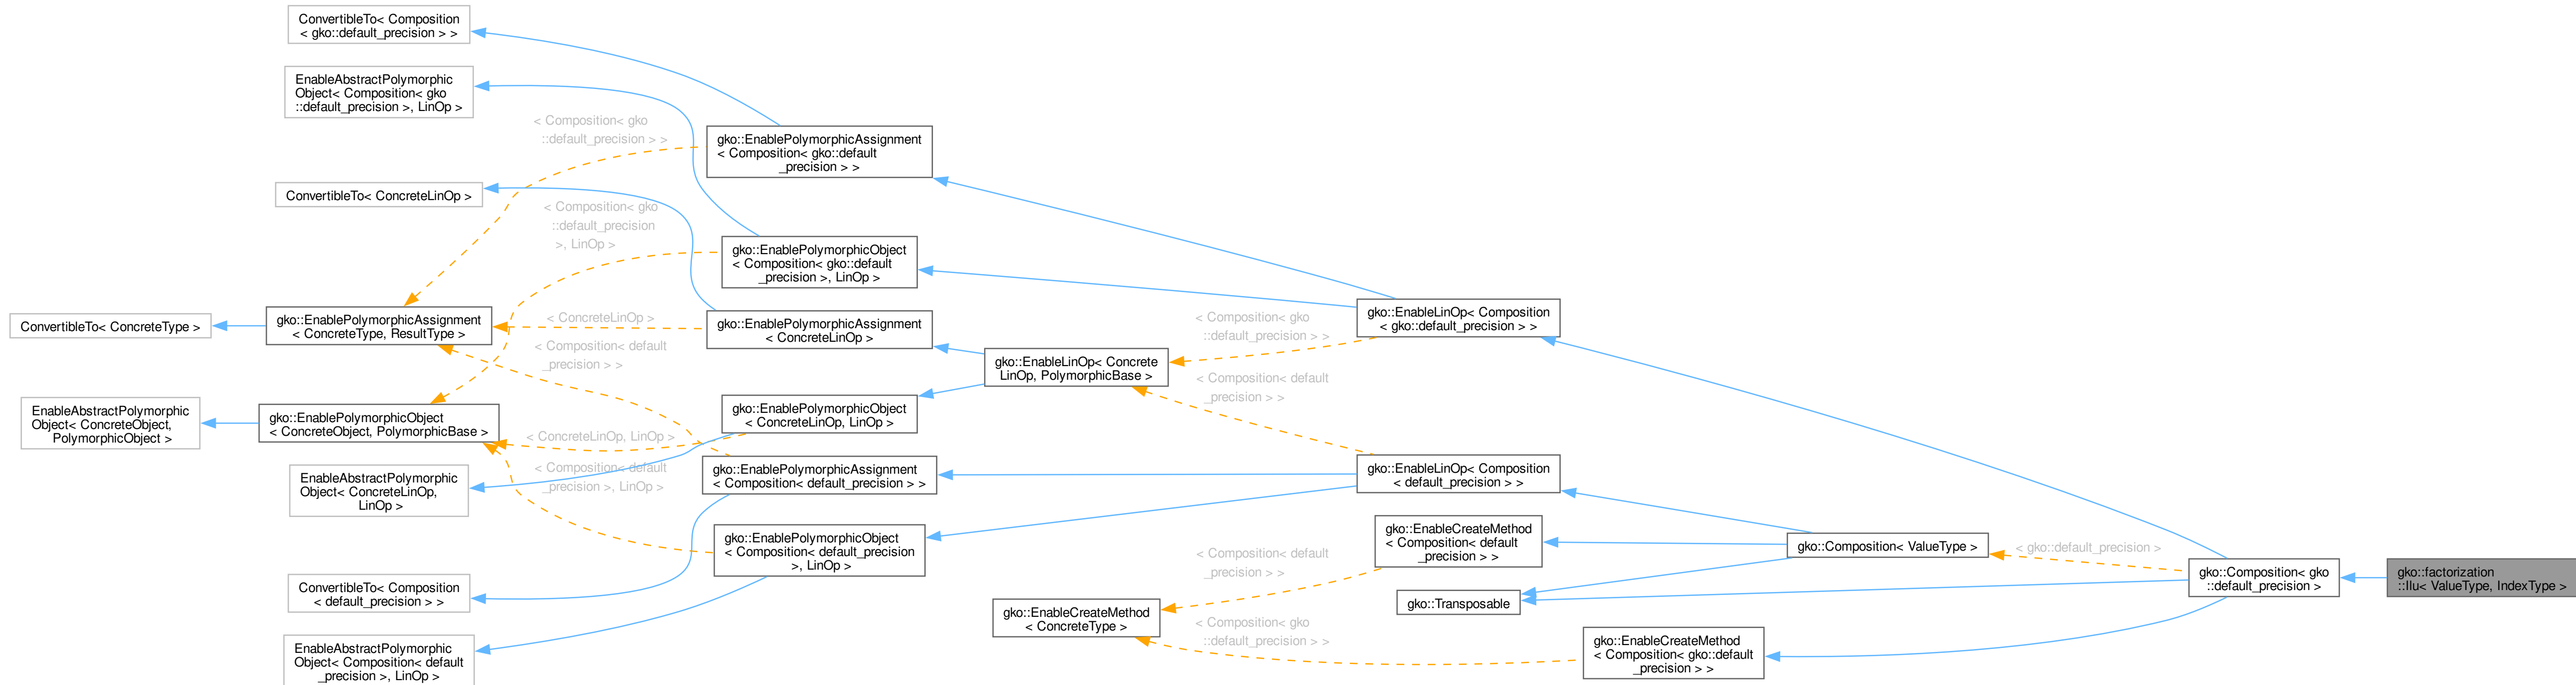 ConvertibleTo< Composition
< gko::default_precision > >
EnableAbstractPolymorphic
Object< Composition< gko
::default_precision >, LinOp >
ConvertibleTo< ConcreteLinOp >
ConvertibleTo< ConcreteType >
gko::EnablePolymorphicAssignment
< ConcreteType, ResultType >
EnableAbstractPolymorphic
Object< ConcreteObject,
PolymorphicObject >
gko::EnablePolymorphicObject
< ConcreteObject, PolymorphicBase >
EnableAbstractPolymorphic
Object< ConcreteLinOp,
LinOp >
ConvertibleTo< Composition
< default_precision > >
EnableAbstractPolymorphic
Object< Composition< default
_precision >, LinOp >
< Composition< gko
::default_precision > >
< Composition< gko
::default_precision
>, LinOp >
< ConcreteLinOp >
< Composition< default
_precision > >
< ConcreteLinOp, LinOp >
< Composition< default
_precision >, LinOp >
gko::EnablePolymorphicAssignment
< Composition< gko::default
_precision > >
gko::EnablePolymorphicObject
< Composition< gko::default
_precision >, LinOp >
gko::EnablePolymorphicAssignment
< ConcreteLinOp >
gko::EnablePolymorphicObject
< ConcreteLinOp, LinOp >
gko::EnablePolymorphicAssignment
< Composition< default_precision > >
gko::EnablePolymorphicObject
< Composition< default_precision
>, LinOp >
gko::EnableLinOp< Concrete
LinOp, PolymorphicBase >
gko::EnableCreateMethod
< ConcreteType >
< Composition< gko
::default_precision > >
< Composition< default
_precision > >
< Composition< default
_precision > >
< Composition< gko
::default_precision > >
gko::EnableLinOp< Composition
< gko::default_precision > >
gko::EnableLinOp< Composition
< default_precision > >
gko::EnableCreateMethod
< Composition< default
_precision > >
gko::Transposable
gko::EnableCreateMethod
< Composition< gko::default
_precision > >
gko::Composition< ValueType >
< gko::default_precision >
gko::Composition< gko
::default_precision >
gko::factorization
::Ilu< ValueType, IndexType >